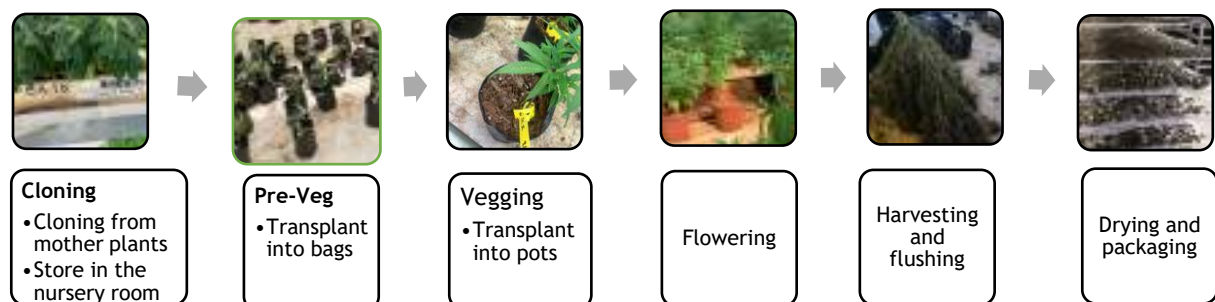 Cloning
•Cloning from
mother plants
•Store in the
nursery room
Pre-Veg
•Transplant
into bags
Vegging
•Transplant
into pots
Flowering
Harvesting
and
flushing
Drying and
packaging